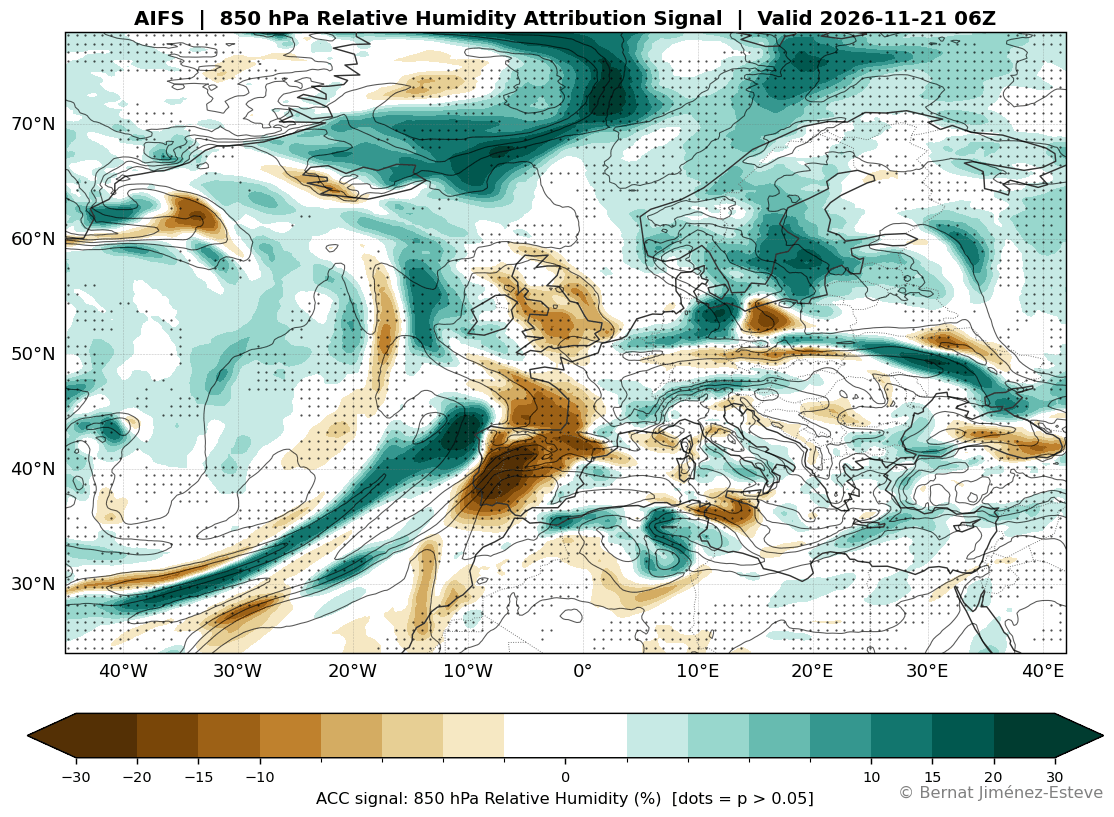 AIFS | 850 hPa Relative Humidity Attribution Signal | Valid 2026-11-21 06Z
70°N
60°N
50°N
40°N
30°N
40°W 30°W 20°W 10°W 0° 10°E 20°E 30°E 40°E
−30 −20 −15 −10 0 10 15 20 30
ACC signal: 850 hPa Relative Humidity (%) [dots = p > 0.05]
© Bernat Jiménez-Esteve